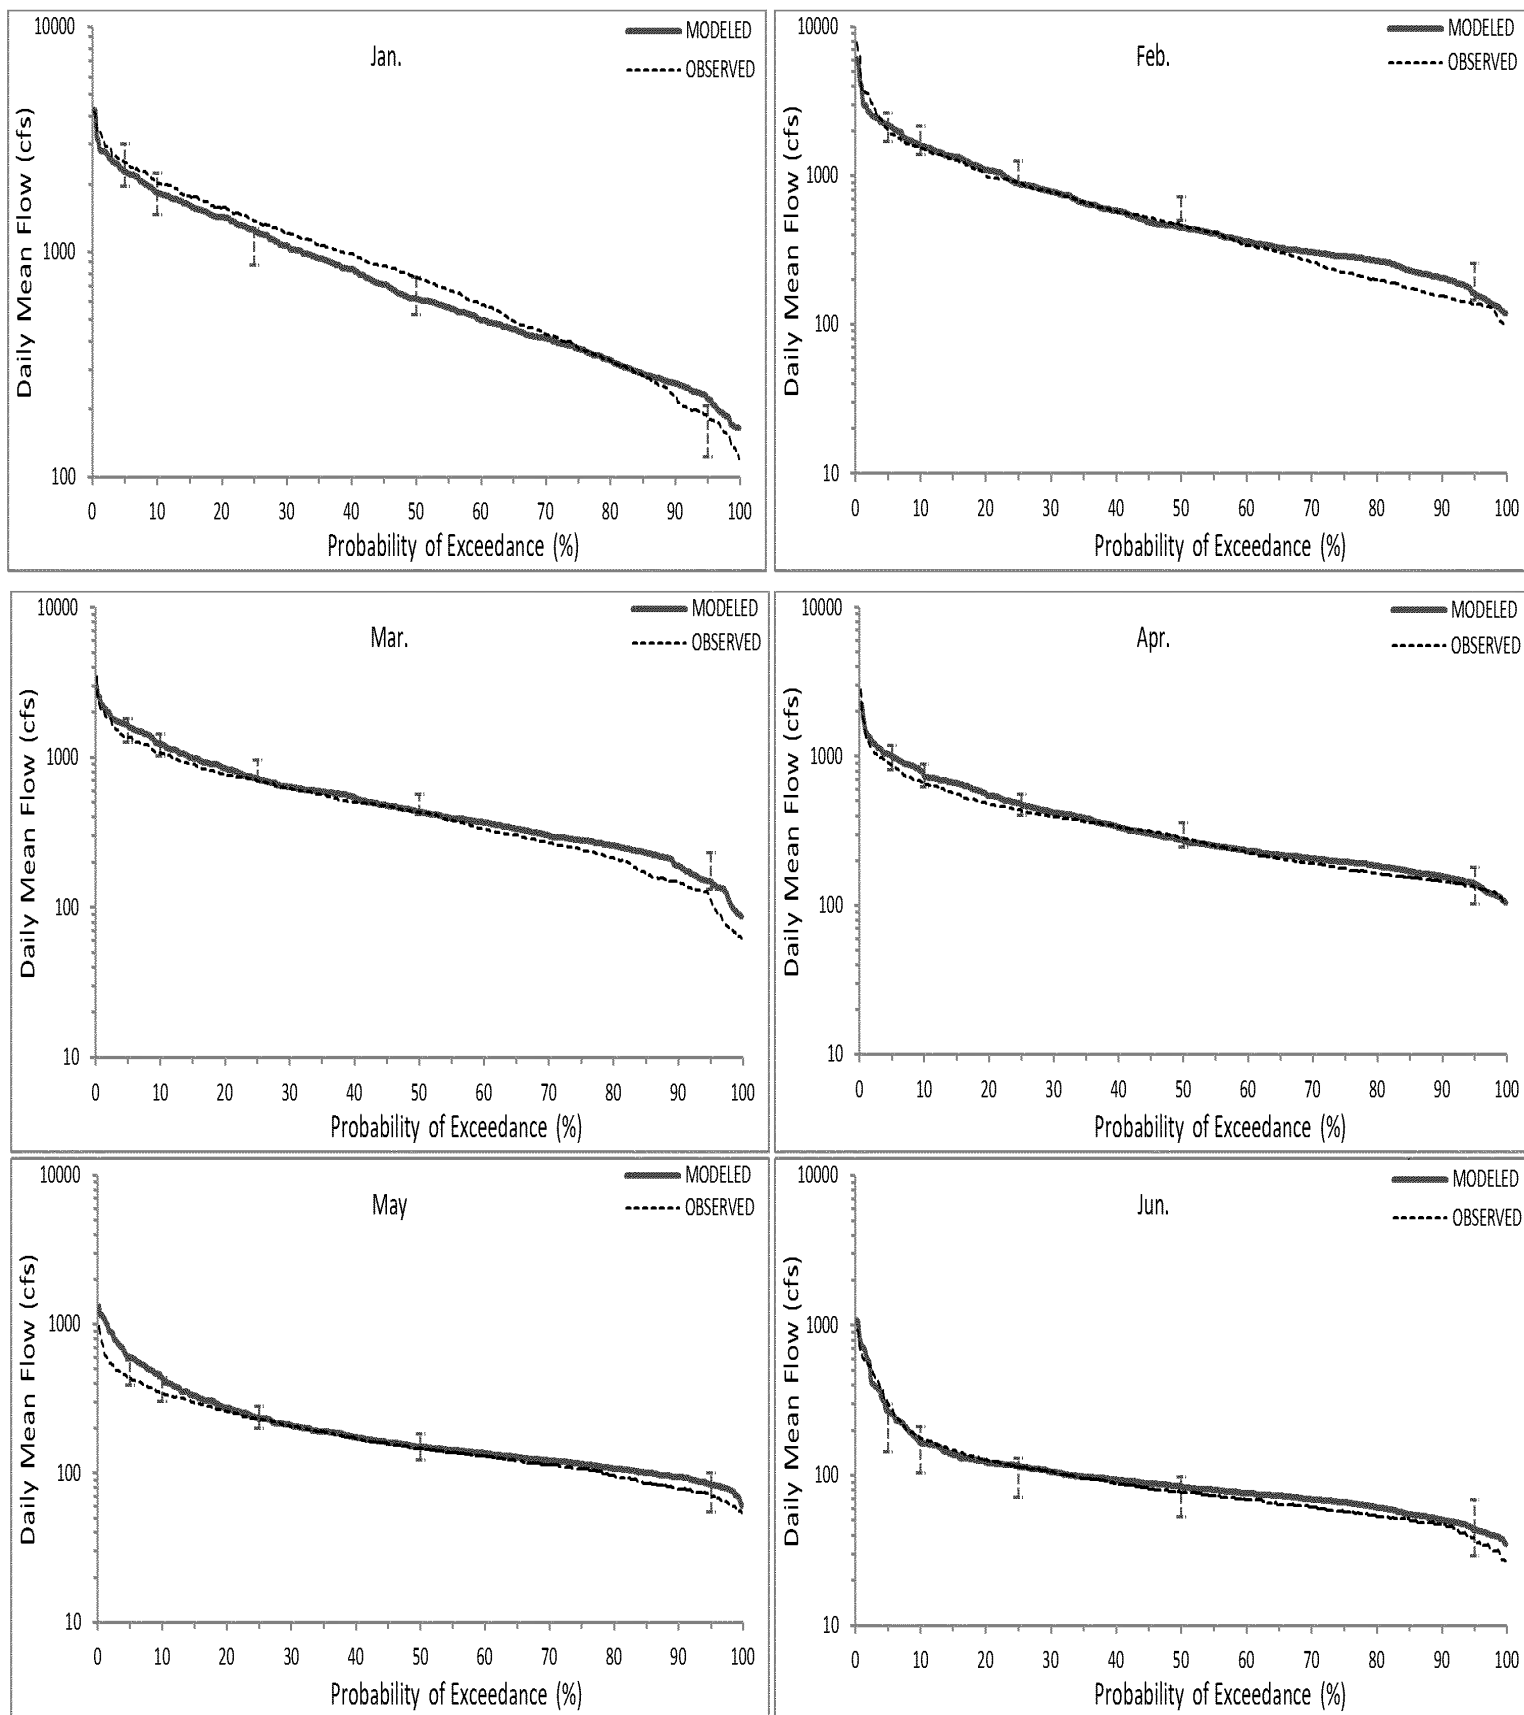 Jan.
MODELED
OBSERVED
Daily Mean Flow (cfs)
10000
1000
100
0 10 20 30 40 50 60 70 80 90 100
Probability of Exceedance (%)
Feb.
MODELED
OBSERVED
Daily Mean Flow (cfs)
10000
1000
100
10
0 10 20 30 40 50 60 70 80 90 100
Probability of Exceedance (%)
Mar.
MODELED
OBSERVED
Daily Mean Flow (cfs)
10000
1000
100
10
0 10 20 30 40 50 60 70 80 90 100
Probability of Exceedance (%)
Apr.
MODELED
OBSERVED
Daily Mean Flow (cfs)
10000
1000
100
10
0 10 20 30 40 50 60 70 80 90 100
Probability of Exceedance (%)
May
MODELED
OBSERVED
Daily Mean Flow (cfs)
10000
1000
100
10
0 10 20 30 40 50 60 70 80 90 100
Probability of Exceedance (%)
Jun.
MODELED
OBSERVED
Daily Mean Flow (cfs)
10000
1000
100
10
0 10 20 30 40 50 60 70 80 90 100
Probability of Exceedance (%)